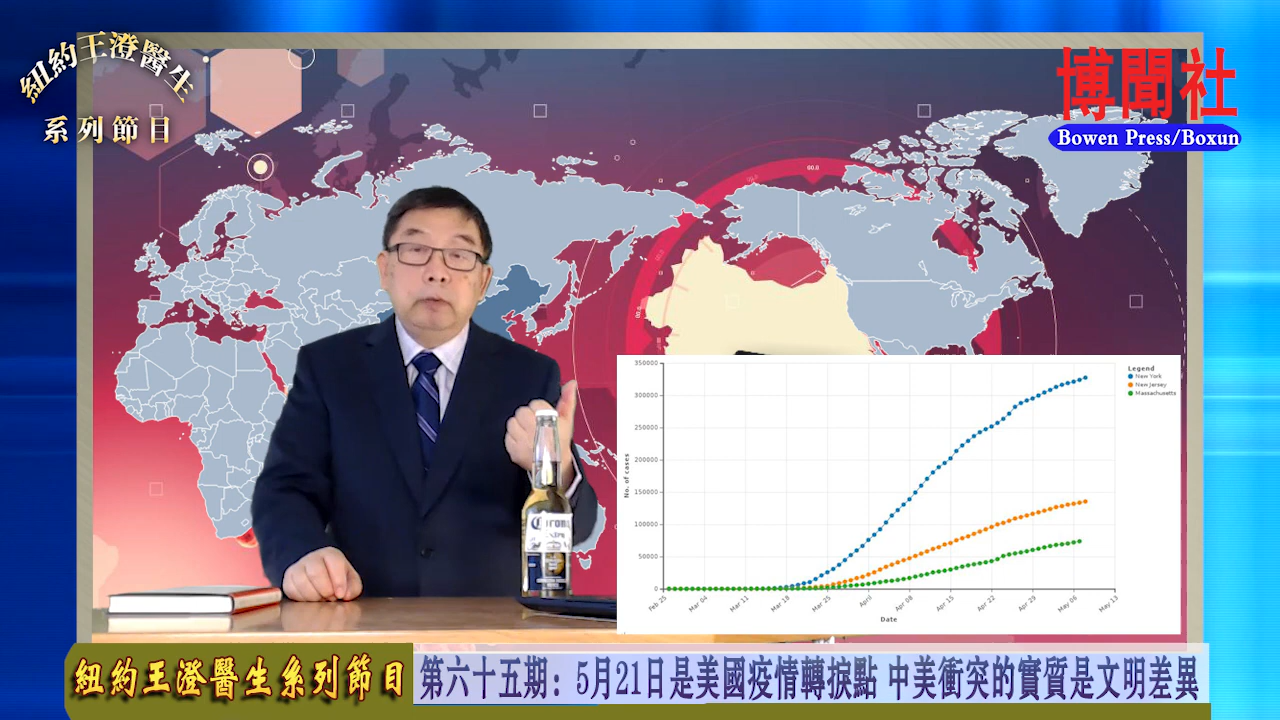 紐約王澄醫生
系列節目
博聞社
Bowen Press/Boxun
00.0
350000
300000
250000
200000
150000
100000
50000
0
No. of cases
Feb 25
Mar 04
Mar 11
Mar 18
Mar 25
April
Apr 08
Apr 15
Apr 22
Apr 29
May 06
May 13
Date
Legend
New York
New Jersey
Massachusetts
Corona
紐約王澄醫生系列節目
第六十五期：5月21日是美國疫情轉捩點 中美衝突的實質是文明差異